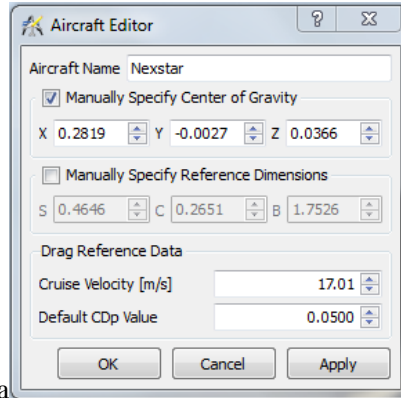 Aircraft Editor
Aircraft Name Nexstar
Manually Specify Center of Gravity
X 0.2819 Y -0.0027 Z 0.0366
Manually Specify Reference Dimensions
S 0.4646 C 0.2651 B 1.7526
Drag Reference Data
Cruise Velocity [m/s] 17.01
Default CDp Value 0.0500
OK Cancel Apply
a